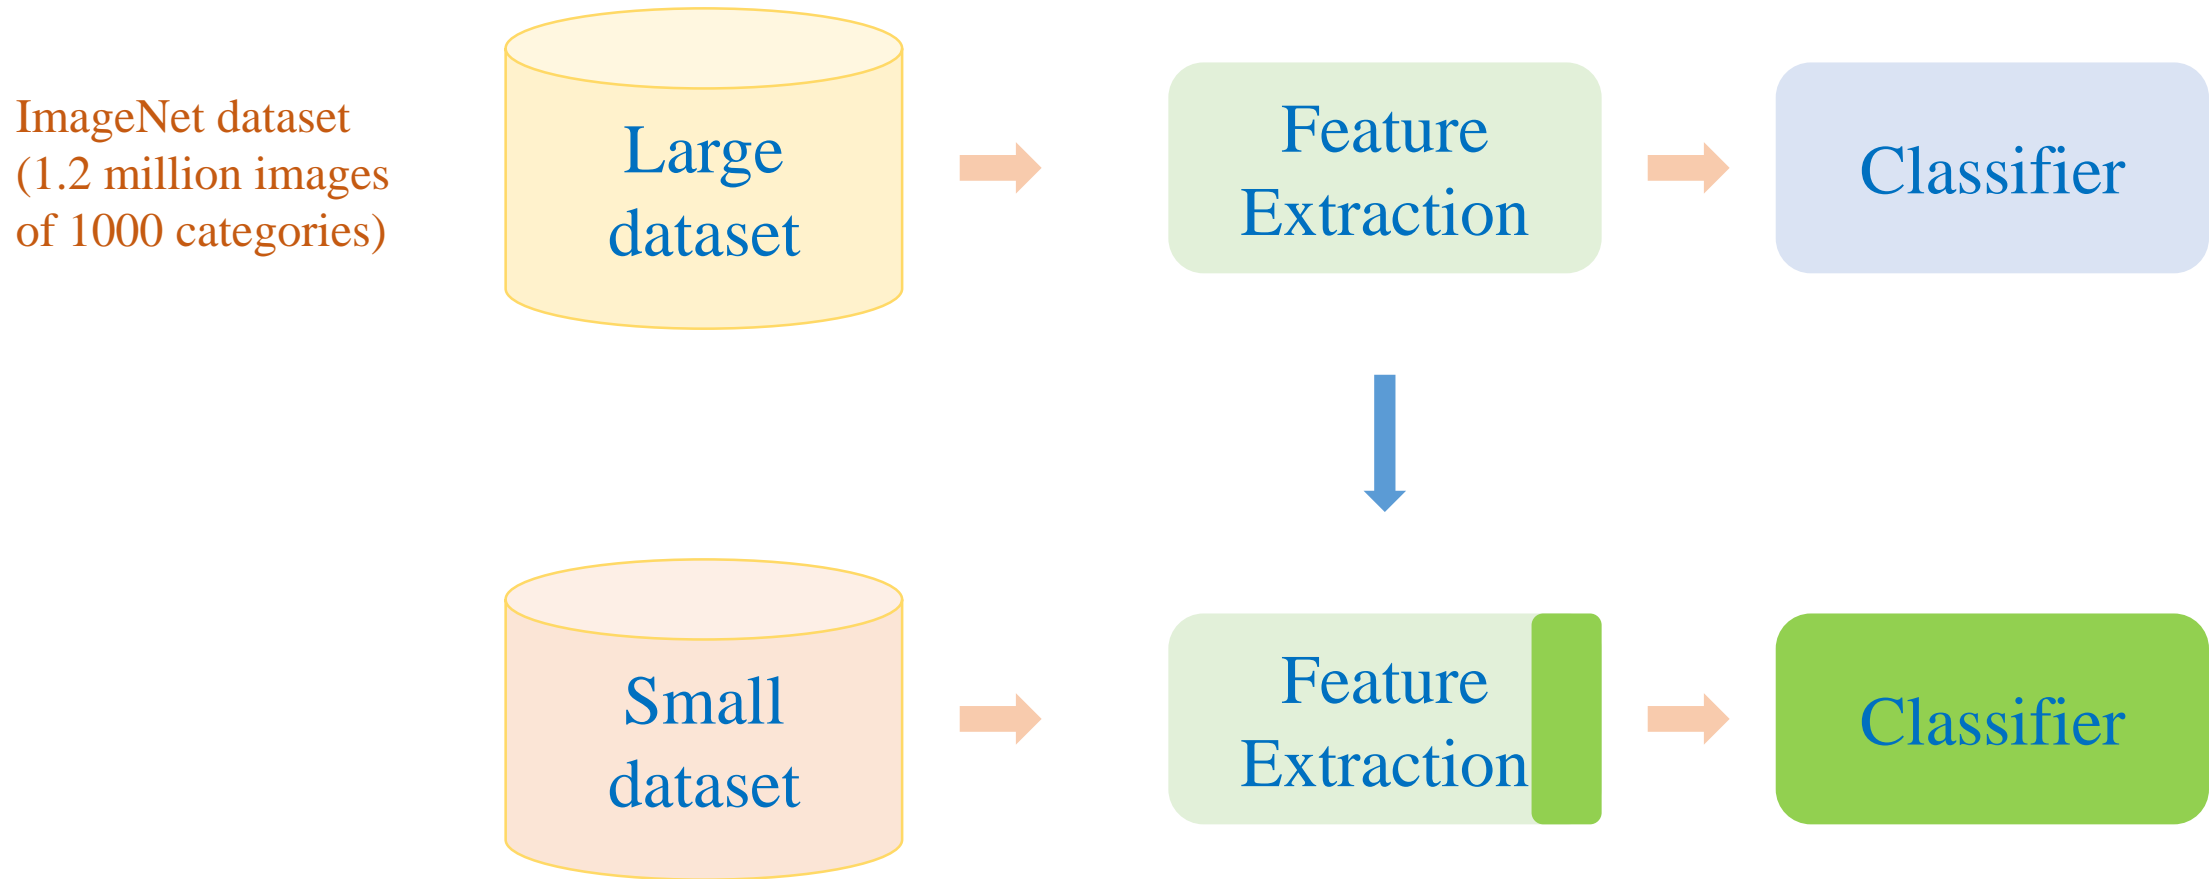 ImageNet dataset
(1.2 million images
of 1000 categories)
Large
dataset
Feature
Extraction
Classifier
Small
dataset
Feature
Extraction
Classifier